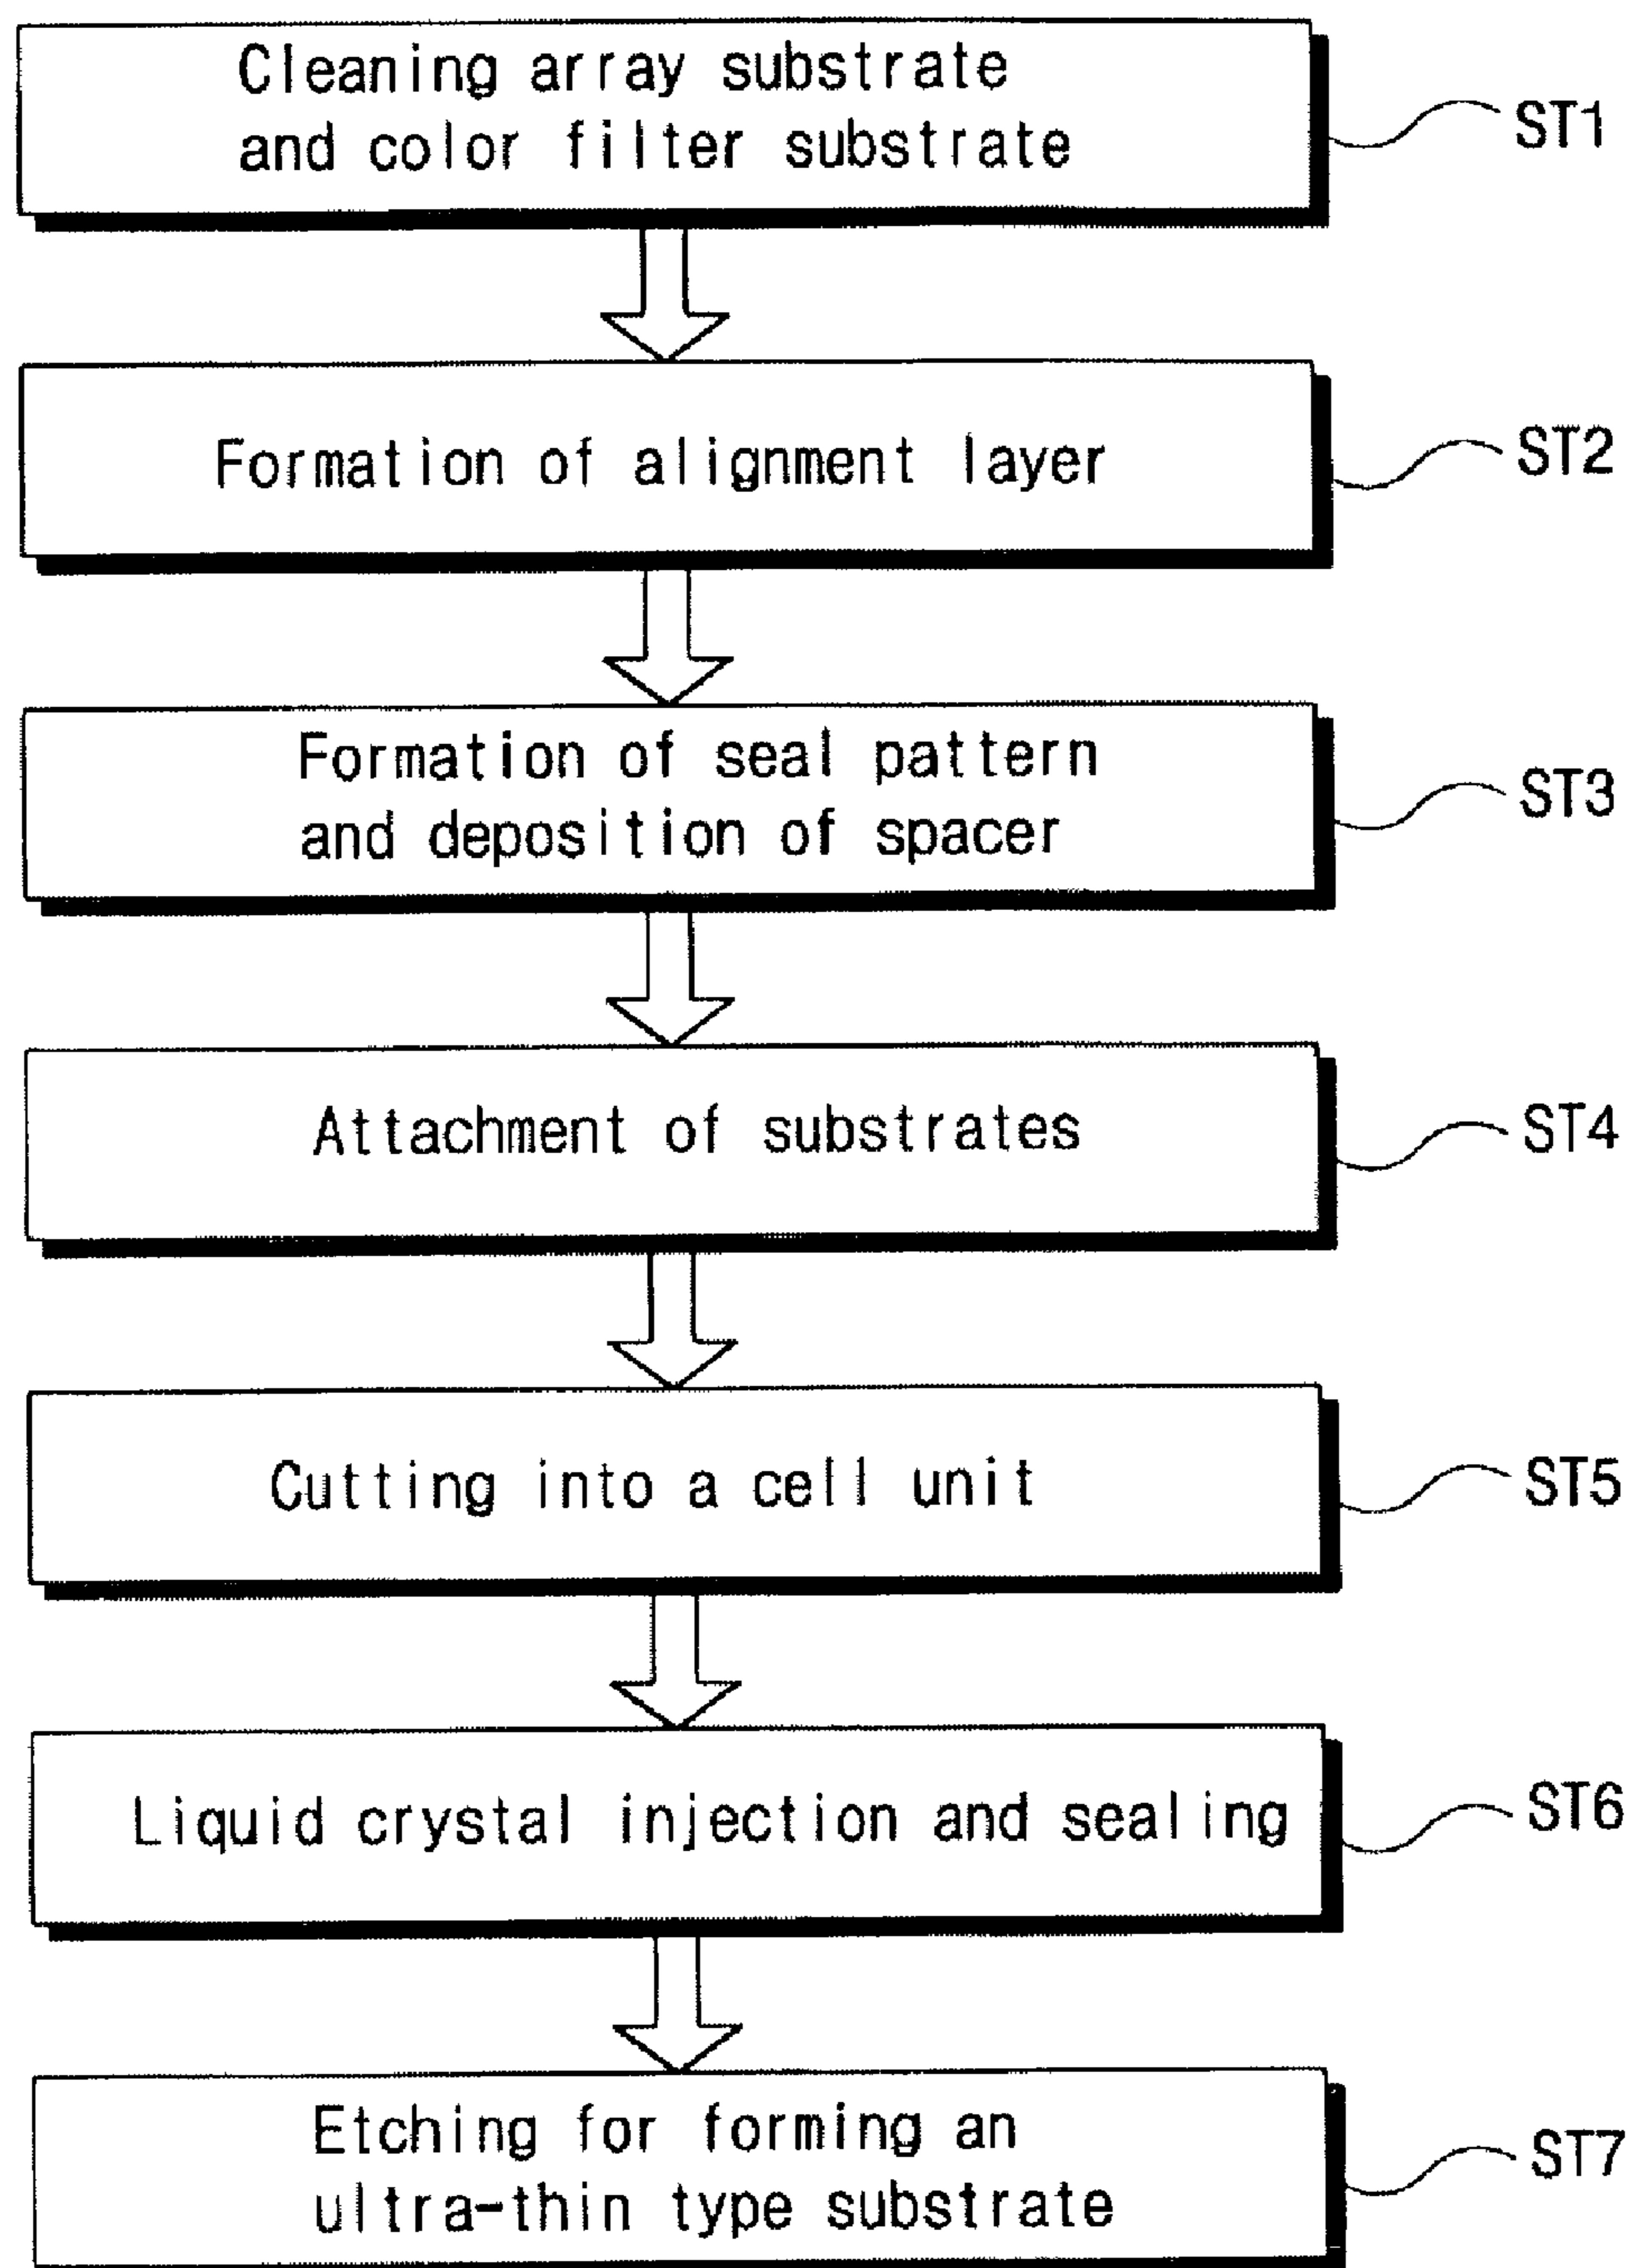 Cleaning array substrate
and color filter substrate
ST1
Formation of alignment layer
ST2
Formation of seal pattern
and deposition of spacer
ST3
Attachment of substrates
ST4
Cutting into a cell unit
ST5
Liquid crystal injection and sealing
ST6
Etching for forming an
ultra-thin type substrate
ST7